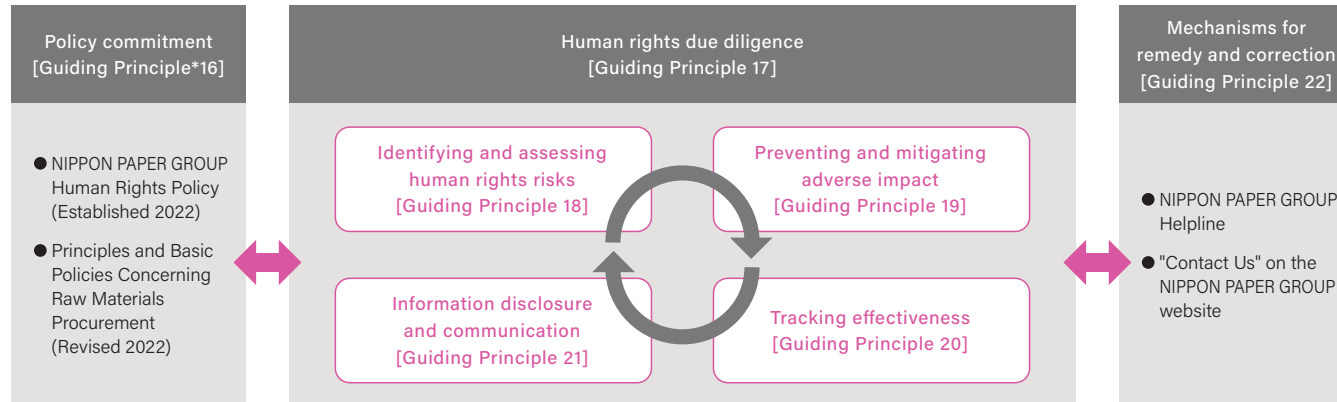 Policy commitment
[Guiding Principle*16]
● NIPPON PAPER GROUP
Human Rights Policy
(Established 2022)
● Principles and Basic
Policies Concerning
Raw Materials
Procurement
(Revised 2022)
Human rights due diligence
[Guiding Principle 17]
Identifying and assessing
human rights risks
[Guiding Principle 18]
Preventing and mitigating
adverse impact
[Guiding Principle 19]
Information disclosure
and communication
[Guiding Principle 21]
Tracking effectiveness
[Guiding Principle 20]
Mechanisms for
remedy and correction
[Guiding Principle 22]
● NIPPON PAPER GROUP
Helpline
● "Contact Us" on the
NIPPON PAPER GROUP
website